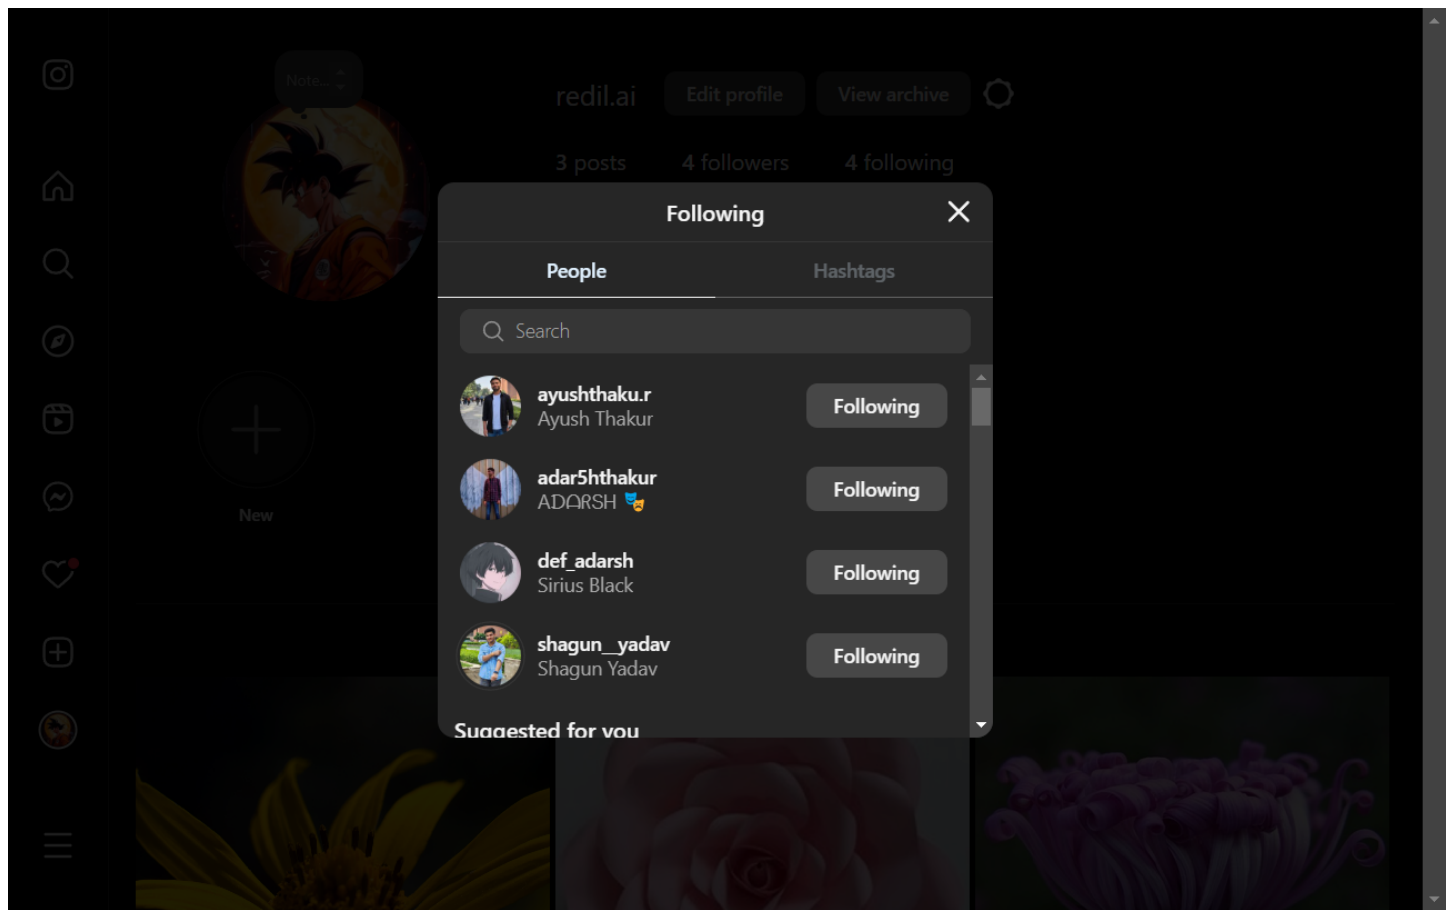 Note...
redil.ai
Edit profile
View archive
3 posts
4 followers
4 following
Following
People
Hashtags
Search
ayushthaku.r
Ayush Thakur
Following
adar5hthakur
ADARSH 🎭
Following
def_adarsh
Sirius Black
Following
shagun__yadav
Shagun Yadav
Following
New
Suggested for you